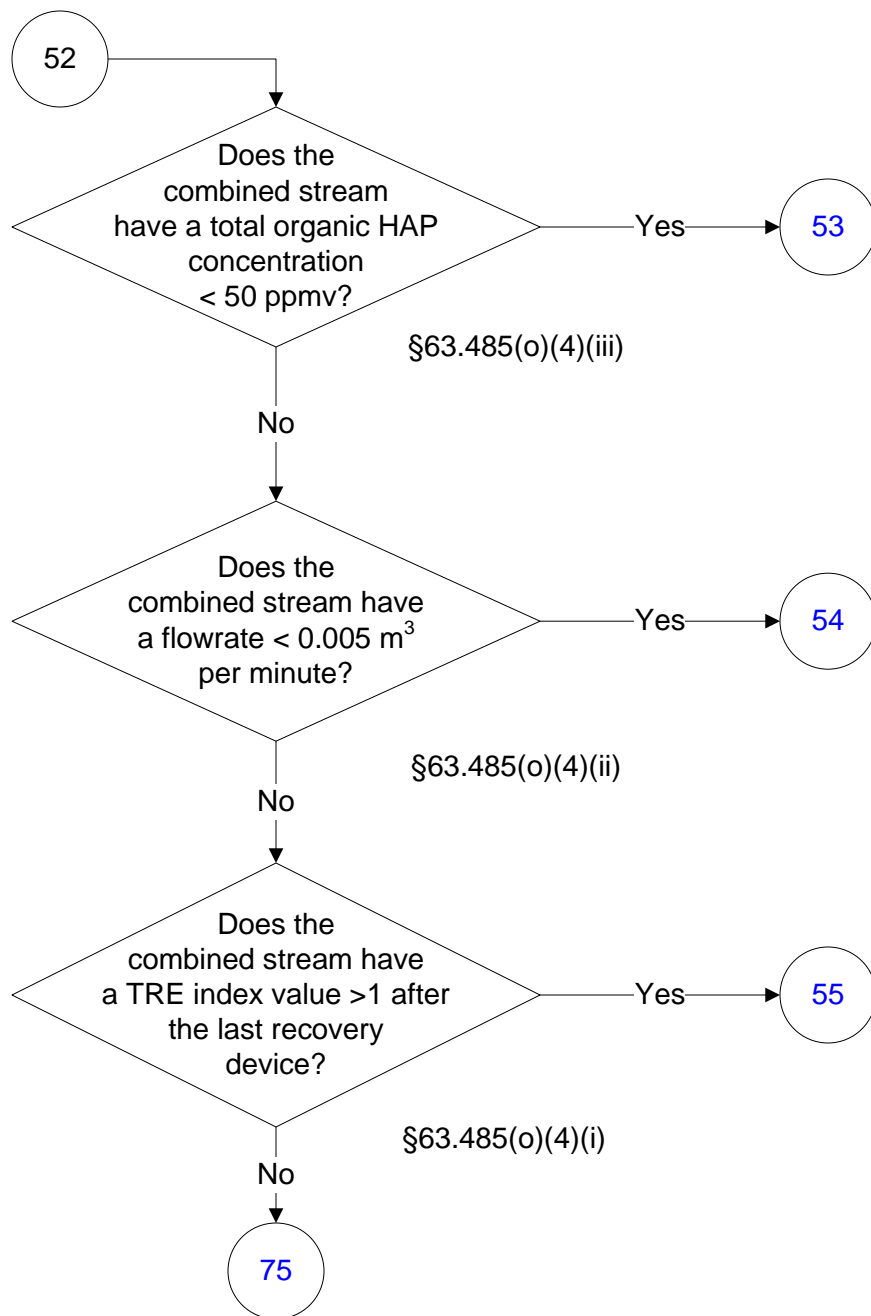 52
Does the
combined stream
have a total organic HAP
concentration
< 50 ppmv?
Yes
53
§63.485(o)(4)(iii)
No
Does the
combined stream have
a flowrate < 0.005 m³
per minute?
Yes
54
§63.485(o)(4)(ii)
No
Does the
combined stream have
a TRE index value >1 after
the last recovery
device?
Yes
55
§63.485(o)(4)(i)
No
75